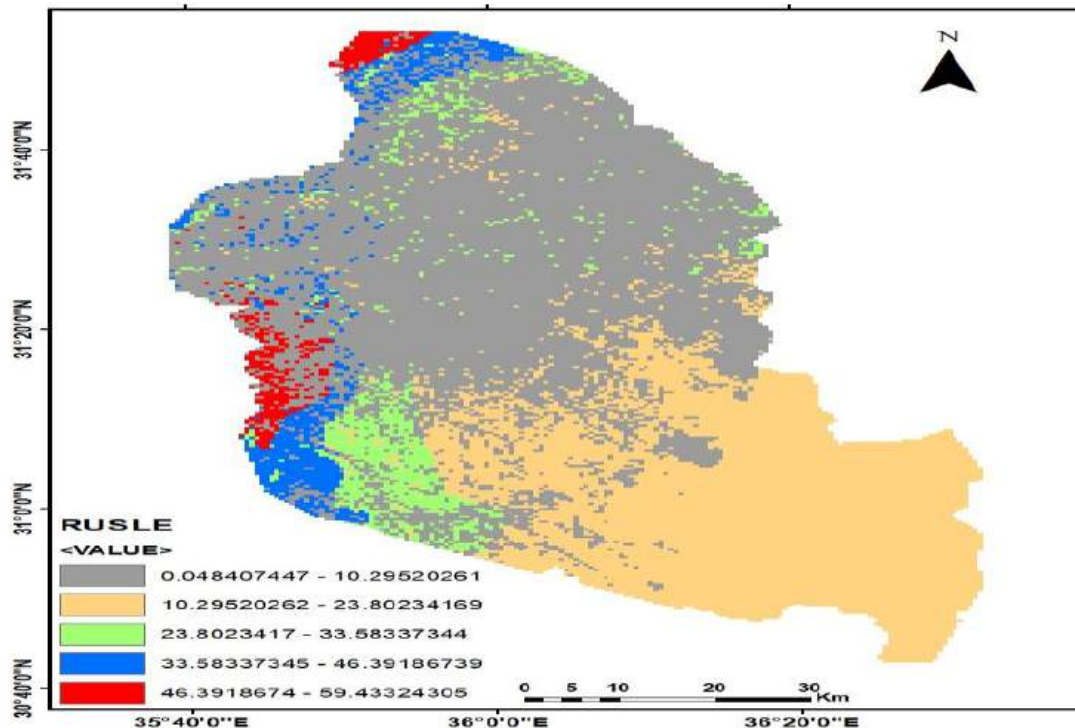 N
31°40'0"N
31°20'0"N
31°0'0"N
30°40'0"N
RUSLE
<VALUE>
0.048407447 - 10.29520261
10.29520262 - 23.80234169
23.8023417 - 33.58337344
33.58337345 - 46.39186739
46.3918674 - 59.43324305
0 5 10 20 30
Km
35°40'0"E 36°0'0"E 36°20'0"E